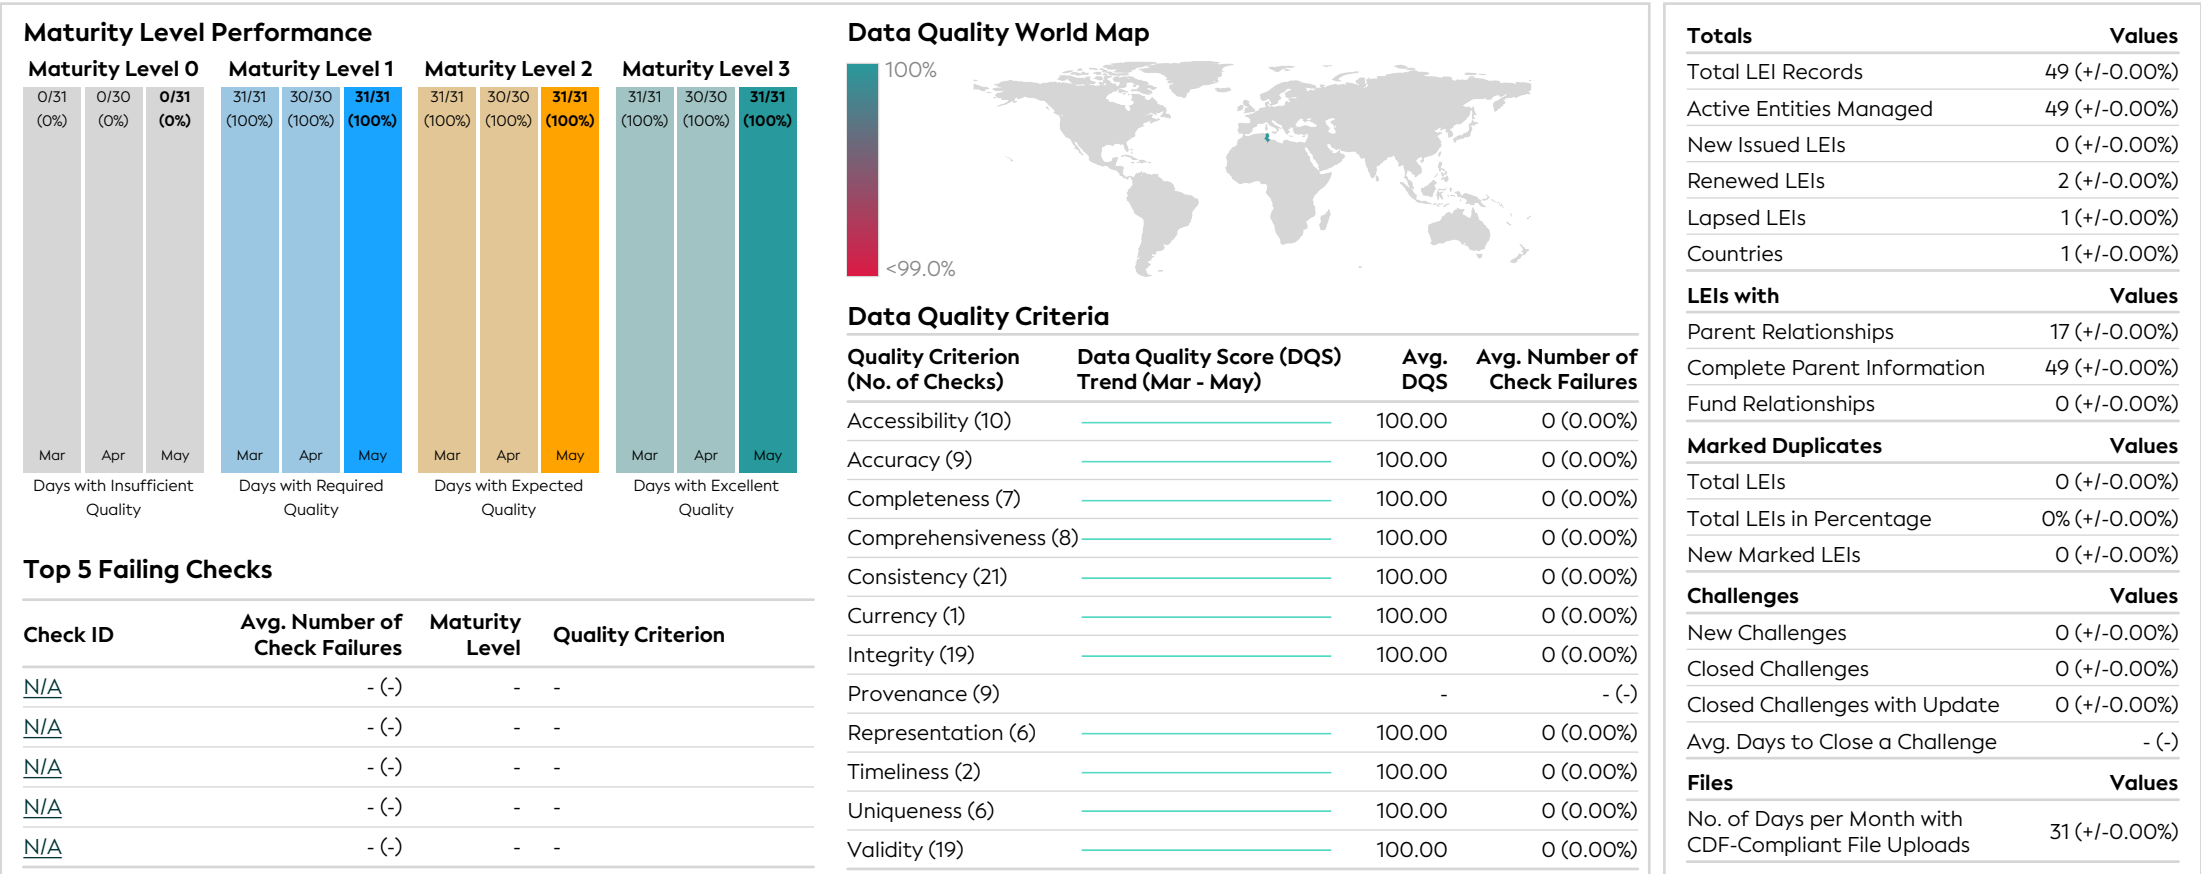 Maturity Level Performance
Maturity Level 0
Maturity Level 1
Maturity Level 2
Maturity Level 3
0/31 0/30 0/31
(0%) (0%) (0%)
31/31 30/30 31/31
(100%) (100%) (100%)
31/31 30/30 31/31
(100%) (100%) (100%)
31/31 30/30 31/31
(100%) (100%) (100%)
Mar Apr May
Mar Apr May
Mar Apr May
Mar Apr May
Days with Insufficient
Quality
Days with Required
Quality
Days with Expected
Quality
Days with Excellent
Quality
Top 5 Failing Checks
Check ID
Avg. Number of
Check Failures
Maturity
Level
Quality Criterion
N/A - (-) - -
N/A - (-) - -
N/A - (-) - -
N/A - (-) - -
N/A - (-) - -
Data Quality World Map
100%
<99.0%
Data Quality Criteria
Quality Criterion
(No. of Checks)
Data Quality Score (DQS)
Trend (Mar - May)
Avg.
DQS
Avg. Number of
Check Failures
Accessibility (10) 100.00 0 (0.00%)
Accuracy (9) 100.00 0 (0.00%)
Completeness (7) 100.00 0 (0.00%)
Comprehensiveness (8) 100.00 0 (0.00%)
Consistency (21) 100.00 0 (0.00%)
Currency (1) 100.00 0 (0.00%)
Integrity (19) 100.00 0 (0.00%)
Provenance (9) - - (-)
Representation (6) 100.00 0 (0.00%)
Timeliness (2) 100.00 0 (0.00%)
Uniqueness (6) 100.00 0 (0.00%)
Validity (19) 100.00 0 (0.00%)
Totals Values
Total LEI Records 49 (+/-0.00%)
Active Entities Managed 49 (+/-0.00%)
New Issued LEIs 0 (+/-0.00%)
Renewed LEIs 2 (+/-0.00%)
Lapsed LEIs 1 (+/-0.00%)
Countries 1 (+/-0.00%)
LEIs with Values
Parent Relationships 17 (+/-0.00%)
Complete Parent Information 49 (+/-0.00%)
Fund Relationships 0 (+/-0.00%)
Marked Duplicates Values
Total LEIs 0 (+/-0.00%)
Total LEIs in Percentage 0% (+/-0.00%)
New Marked LEIs 0 (+/-0.00%)
Challenges Values
New Challenges 0 (+/-0.00%)
Closed Challenges 0 (+/-0.00%)
Closed Challenges with Update 0 (+/-0.00%)
Avg. Days to Close a Challenge - (-)
Files Values
No. of Days per Month with
CDF-Compliant File Uploads 31 (+/-0.00%)